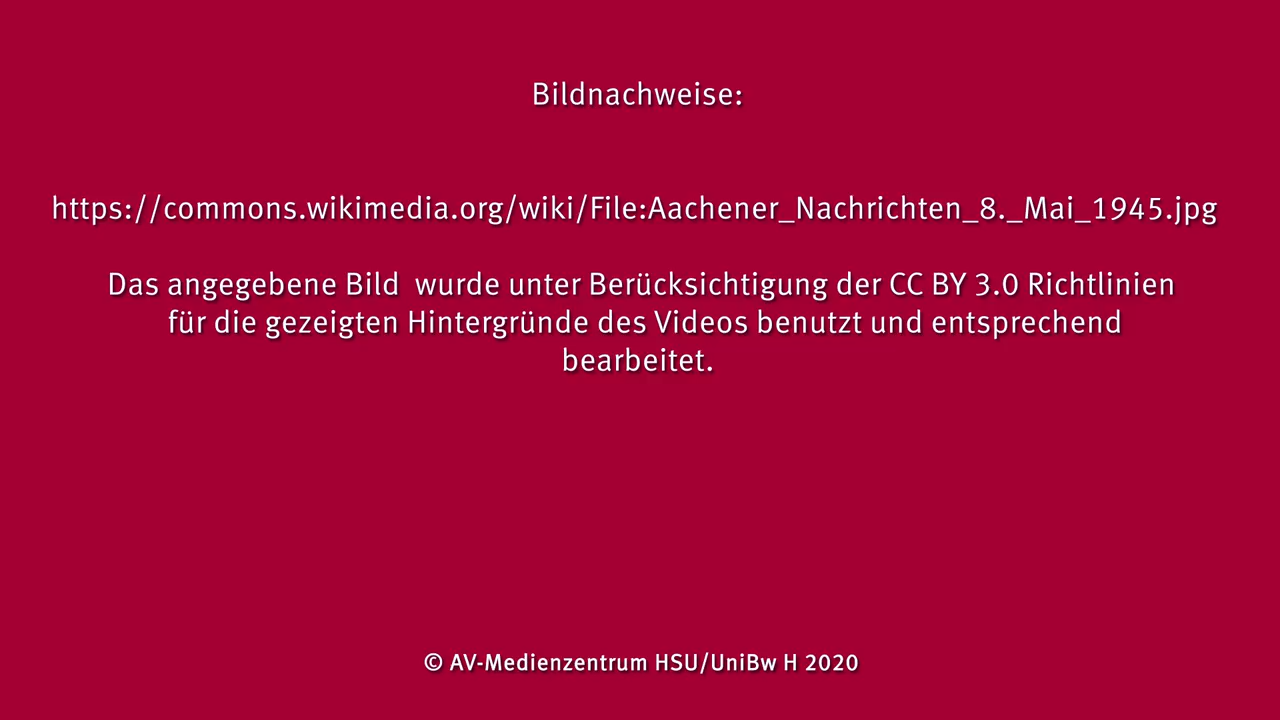 Bildnachweise:
https://commons.wikimedia.org/wiki/File:Aachener_Nachrichten_8._Mai_1945.jpg
Das angegebene Bild  wurde unter Berücksichtigung der CC BY 3.0 Richtlinien
für die gezeigten Hintergründe des Videos benutzt und entsprechend
bearbeitet.
© AV-Medienzentrum HSU/UniBw H 2020